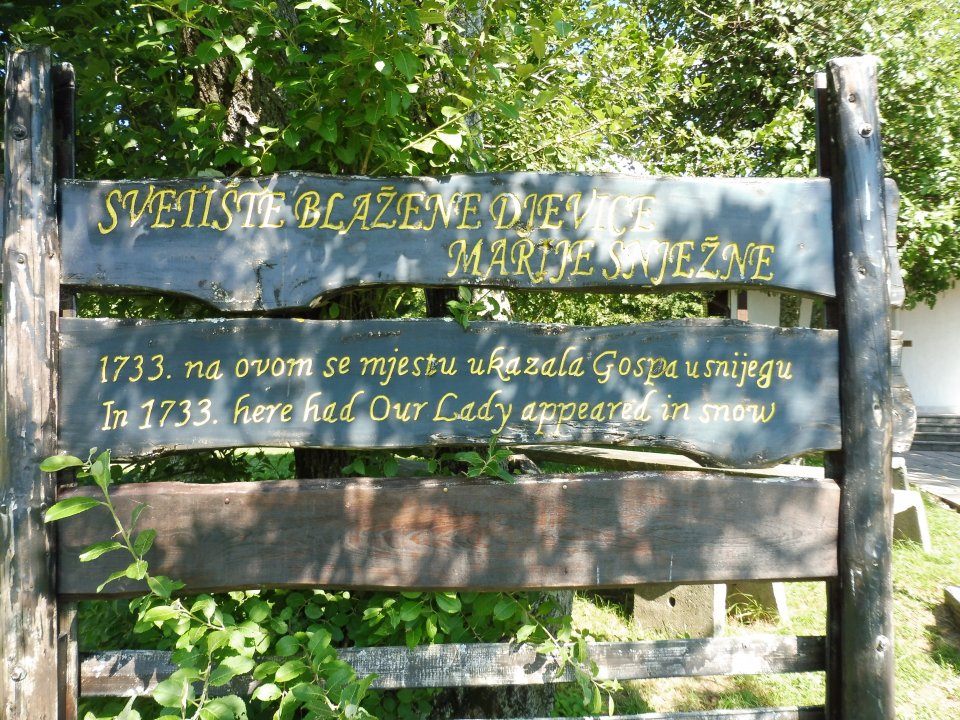 SVETIŠTE BLAŽENE DJEVICE
MARIJE SNJEŽNE
1733. na ovom se mjestu ukazala Gospa u snijegu
In 1733. here had Our Lady appeared in snow